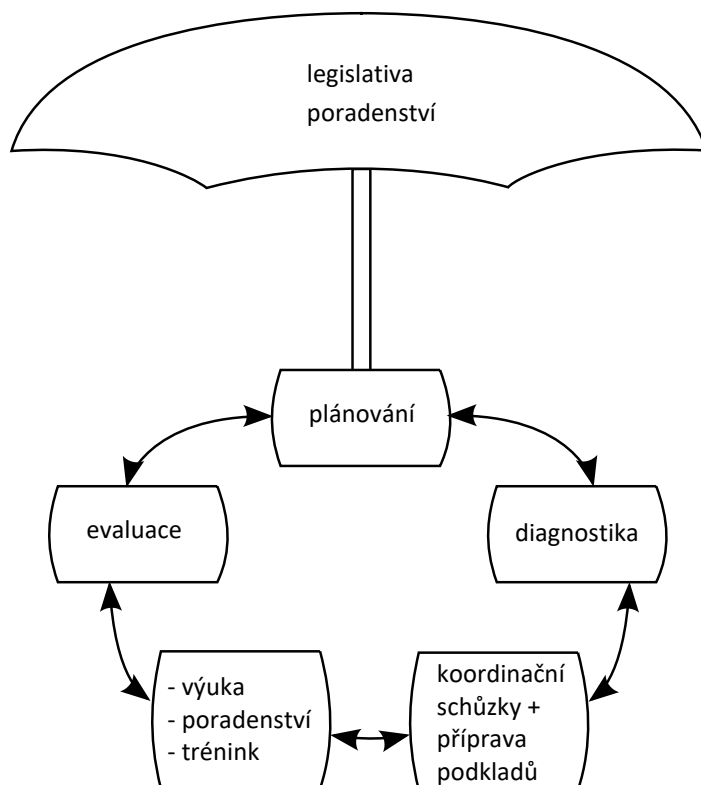 legislativa
poradenství
plánování
evaluace
diagnostika
- výuka
- poradenství
- trénink
koordinační
schůzky +
příprava
podkladů